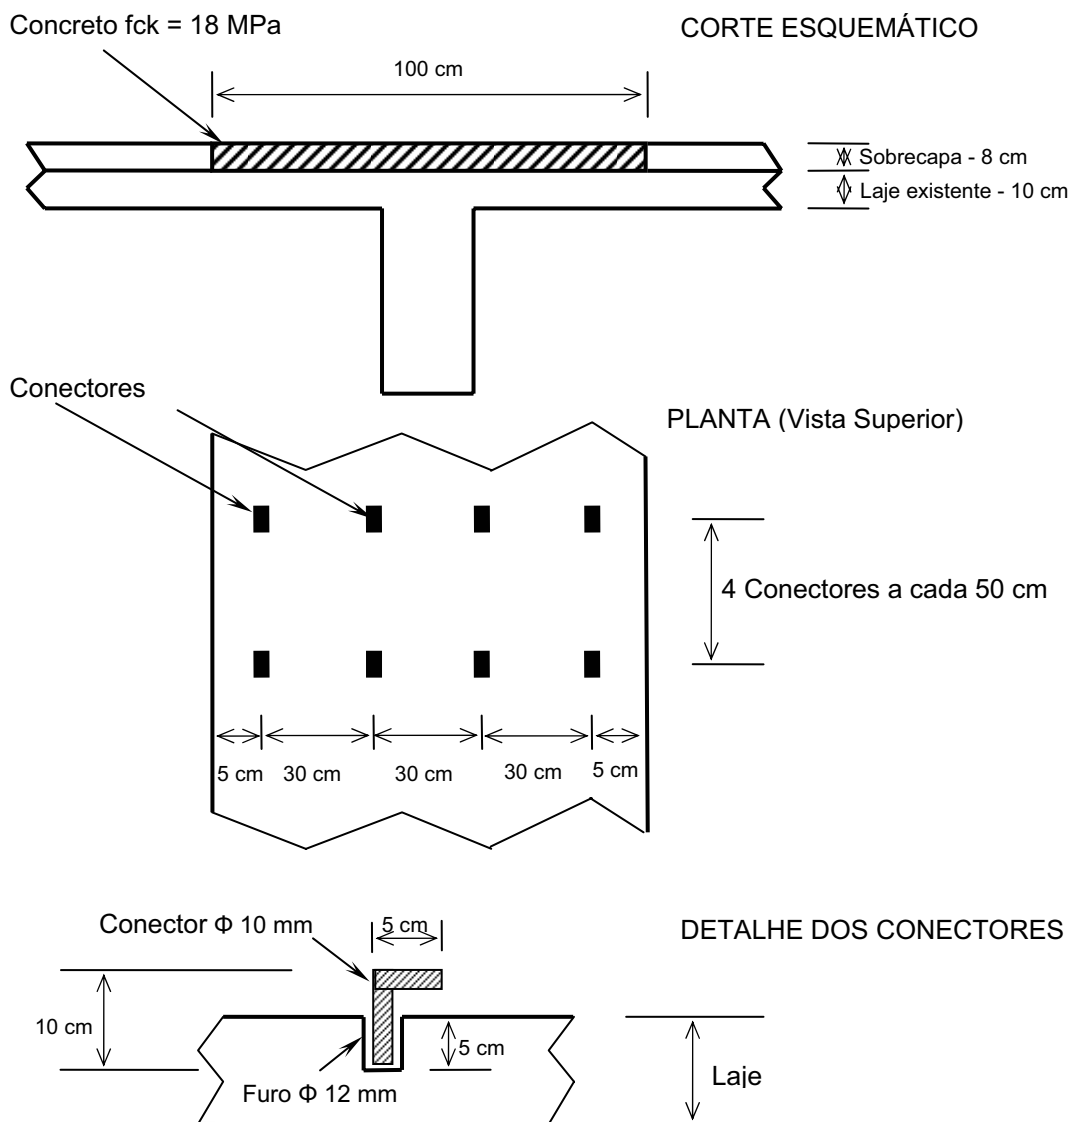 Concreto fck = 18 MPa
CORTE ESQUEMÁTICO
100 cm
Sobrecapa - 8 cm
Laje existente - 10 cm
Conectores
PLANTA (Vista Superior)
4 Conectores a cada 50 cm
5 cm
30 cm
30 cm
30 cm
5 cm
Conector Φ 10 mm
5 cm
DETALHE DOS CONECTORES
10 cm
5 cm
Furo Φ 12 mm
Laje